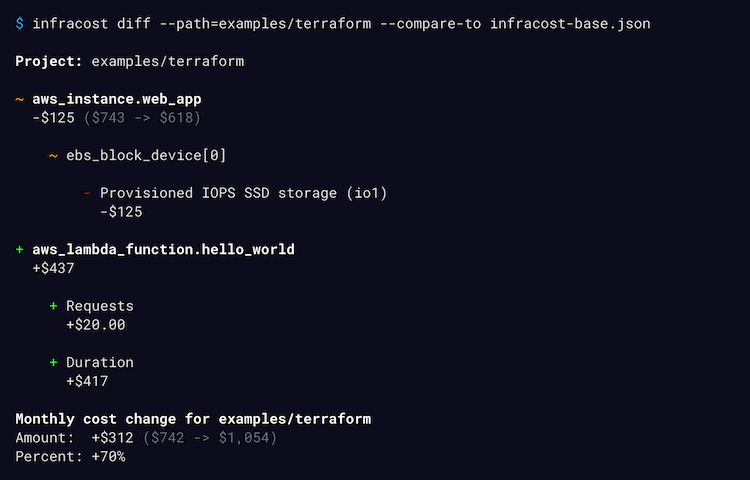 $ infracost diff --path=examples/terraform --compare-to infracost-base.json
Project: examples/terraform
~ aws_instance.web_app
-$125 ($743 -> $618)
~ ebs_block_device[0]
- Provisioned IOPS SSD storage (io1)
-$125
+ aws_lambda_function.hello_world
+$437
+ Requests
+$20.00
+ Duration
+$417
Monthly cost change for examples/terraform
Amount:  +$312 ($742 -> $1,054)
Percent: +70%